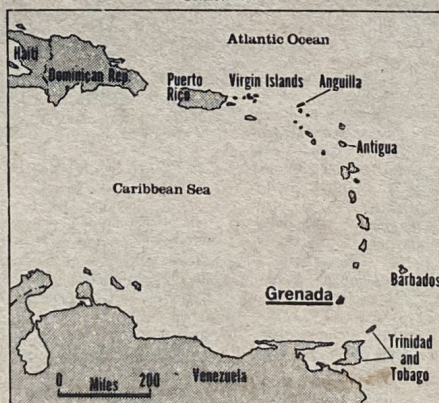 Atlantic Ocean
Haiti
Dominican Rep.
Puerto
Rico
Virgin Islands
Anguilla
Antigua
Caribbean Sea
Barbados
Grenada
Trinidad
and
Tobago
0 Miles 200
Venezuela